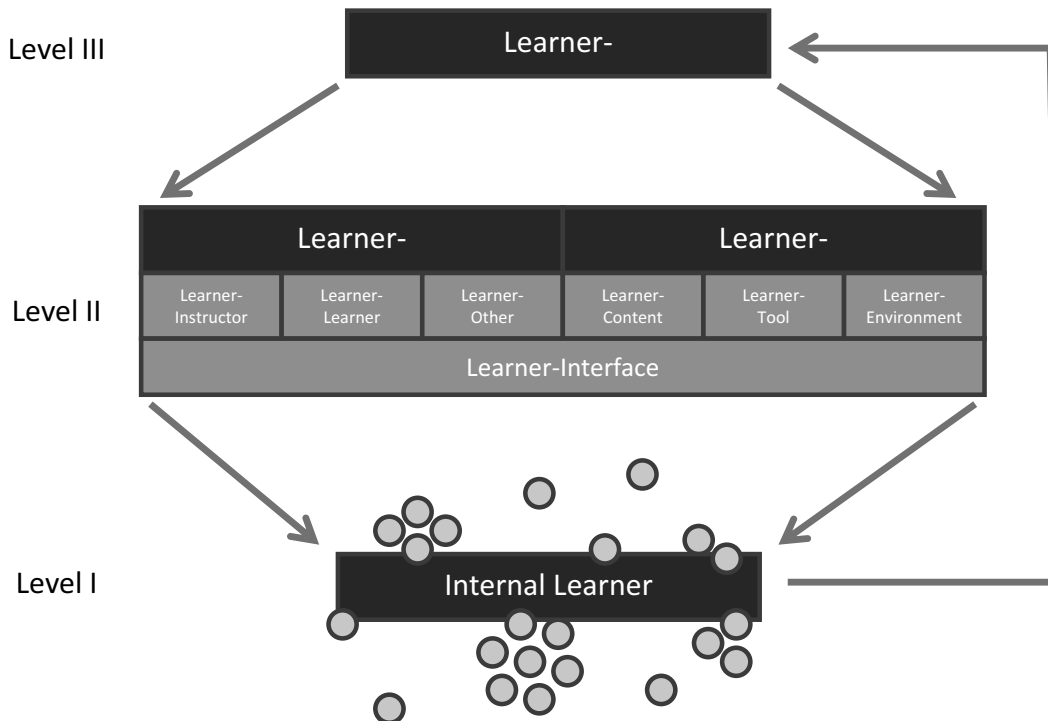 Level III
Learner-
Learner-
Learner-
Level II
Learner-
Instructor
Learner-
Learner
Learner-
Other
Learner-
Content
Learner-
Tool
Learner-
Environment
Learner-Interface
Level I
Internal Learner